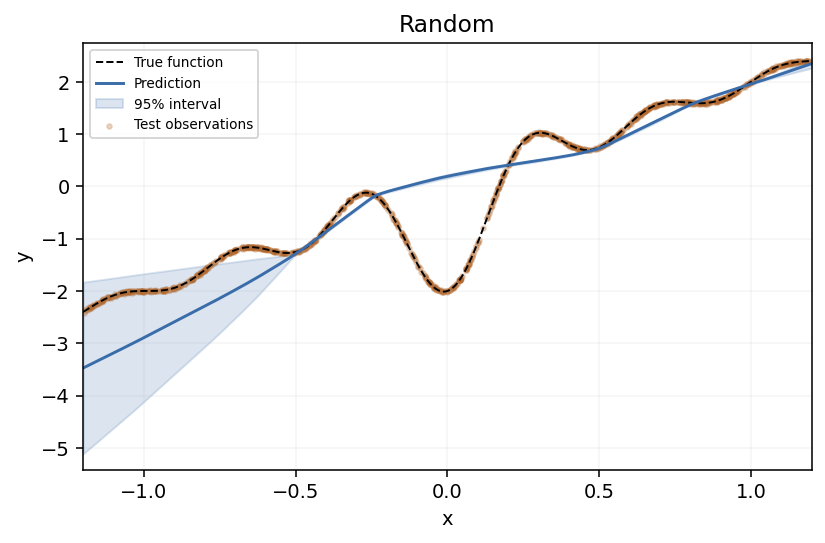 Random
True function
Prediction
95% interval
Test observations
2
1
0
−1
−2
−3
−4
−5
y
−1.0
−0.5
0.0
0.5
1.0
x